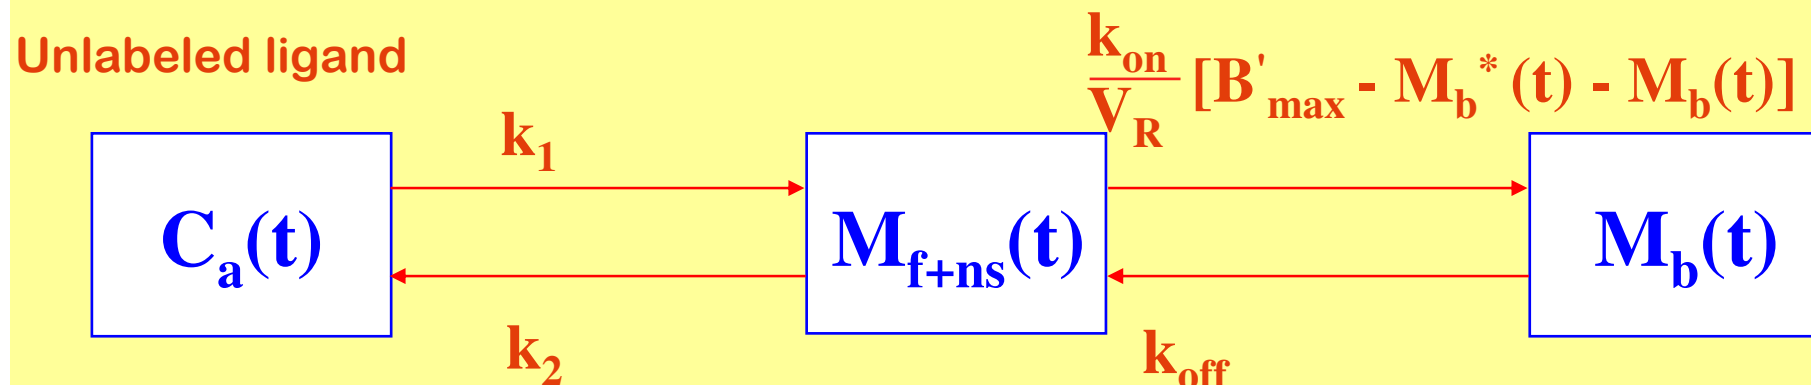 Unlabeled ligand
k_on/V_R [B'_max - M_b*(t) - M_b(t)]
k_1
C_a(t)
M_f+ns(t)
M_b(t)
k_2
k_off